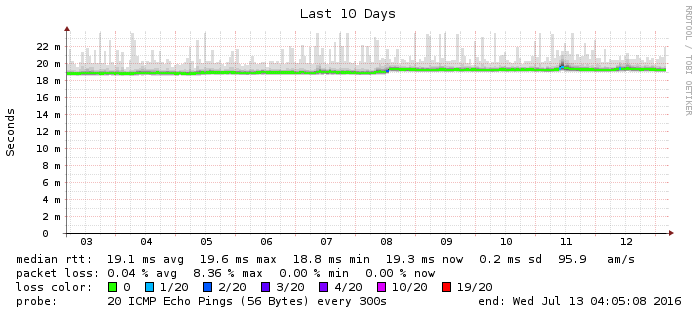 Last 10 Days
RRDTOOL / TOBI OETIKER
Seconds
22 m
20 m
18 m
16 m
14 m
12 m
10 m
8 m
6 m
4 m
2 m
0
03 04 05 06 07 08 09 10 11 12
median rtt: 19.1 ms avg 19.6 ms max 18.8 ms min 19.3 ms now 0.2 ms sd 95.9 am/s
packet loss: 0.04 % avg 8.36 % max 0.00 % min 0.00 % now
loss color: 0 1/20 2/20 3/20 4/20 10/20 19/20
probe: 20 ICMP Echo Pings (56 Bytes) every 300s end: Wed Jul 13 04:05:08 2016